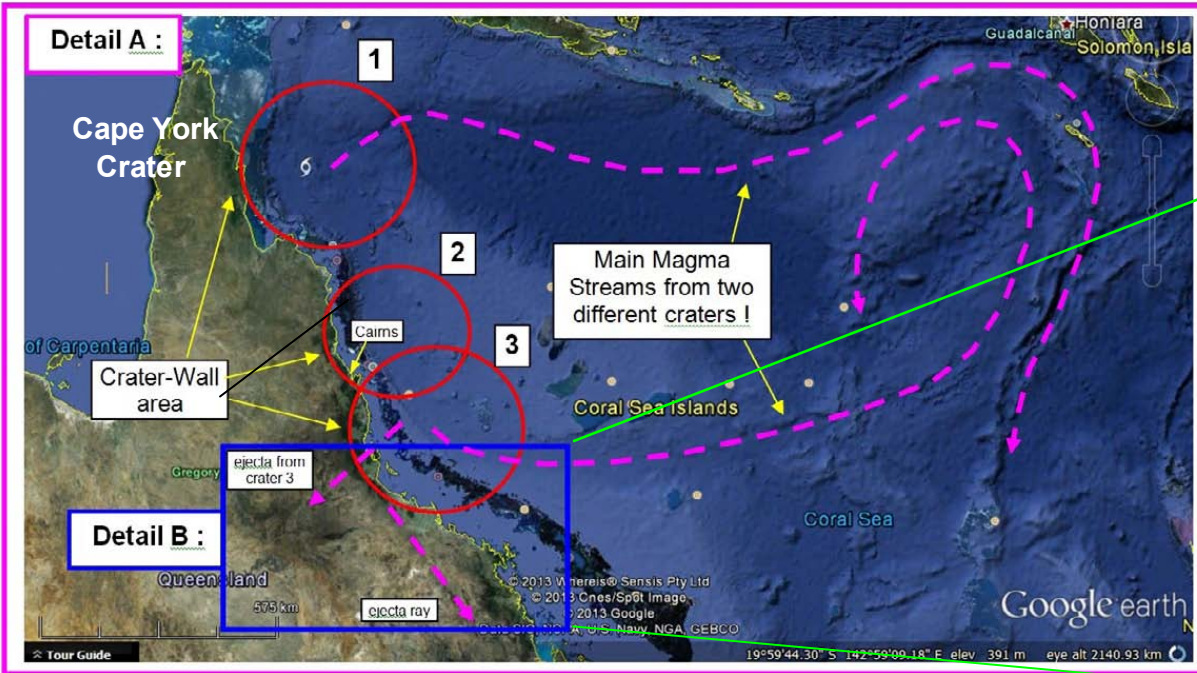 Detail A :
1
Honiara
Guadalcanal
Solomon Isla
Cape York
Crater
2
Main Magma
Streams from two
different craters !
Cairns
3
of Carpentaria
Crater-Wall
area
Coral Sea Islands
ejecta from
crater 3
Gregory
Detail B :
Coral Sea
Queensland
© 2013 Whereis® Sensis Pty Ltd
© 2013 Cnes/Spot Image
© 2013 Google
575 km
ejecta ray
Data SIO, NOAA, U.S. Navy, NGA, GEBCO
Google earth
N
Tour Guide
19°59'44.30" S 142°59'09.18" E elev 391 m eye alt 2140.93 km